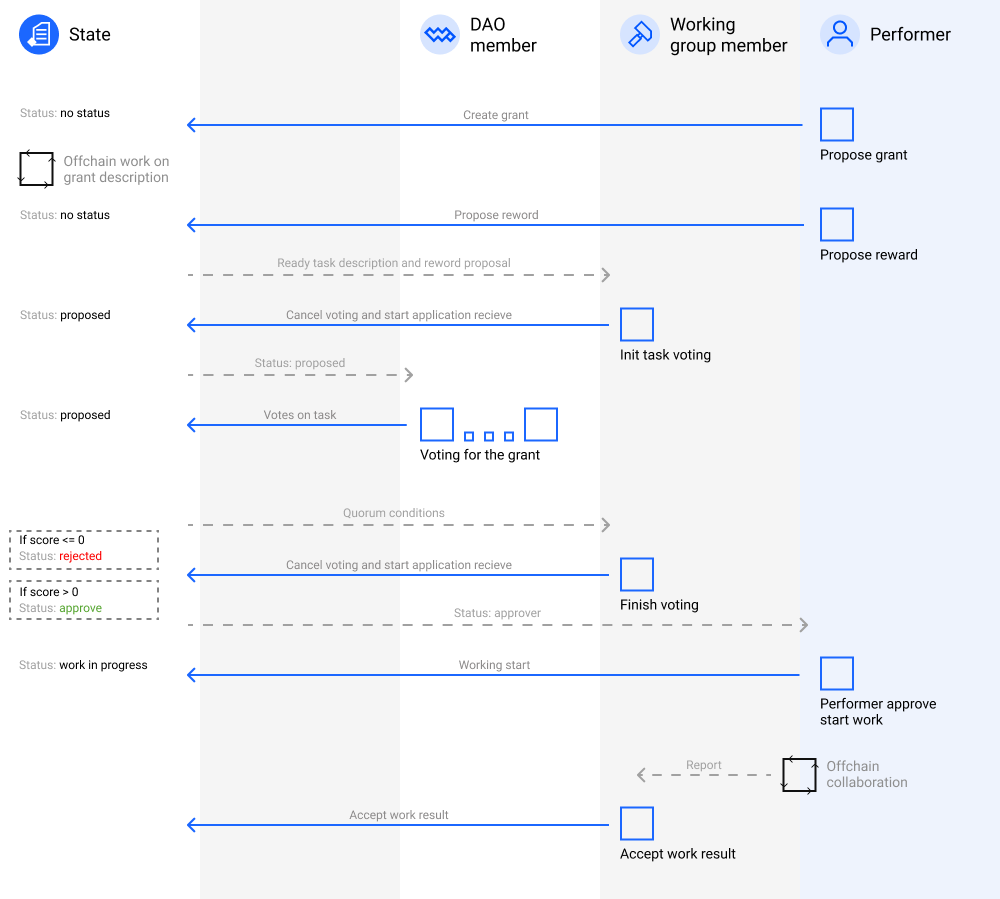 State
DAO
member
Working
group member
Performer
Status: no status
Create grant
Propose grant
Offchain work on
grant description
Status: no status
Propose reword
Propose reward
Ready task description and reword proposal
Status: proposed
Cancel voting and start application recieve
Init task voting
Status: proposed
Status: proposed
Votes on task
Voting for the grant
Quorum conditions
If score <= 0
Status: rejected
Cancel voting and start application recieve
If score > 0
Status: approve
Finish voting
Status: approver
Status: work in progress
Working start
Performer approve
start work
Report
Offchain
collaboration
Accept work result
Accept work result